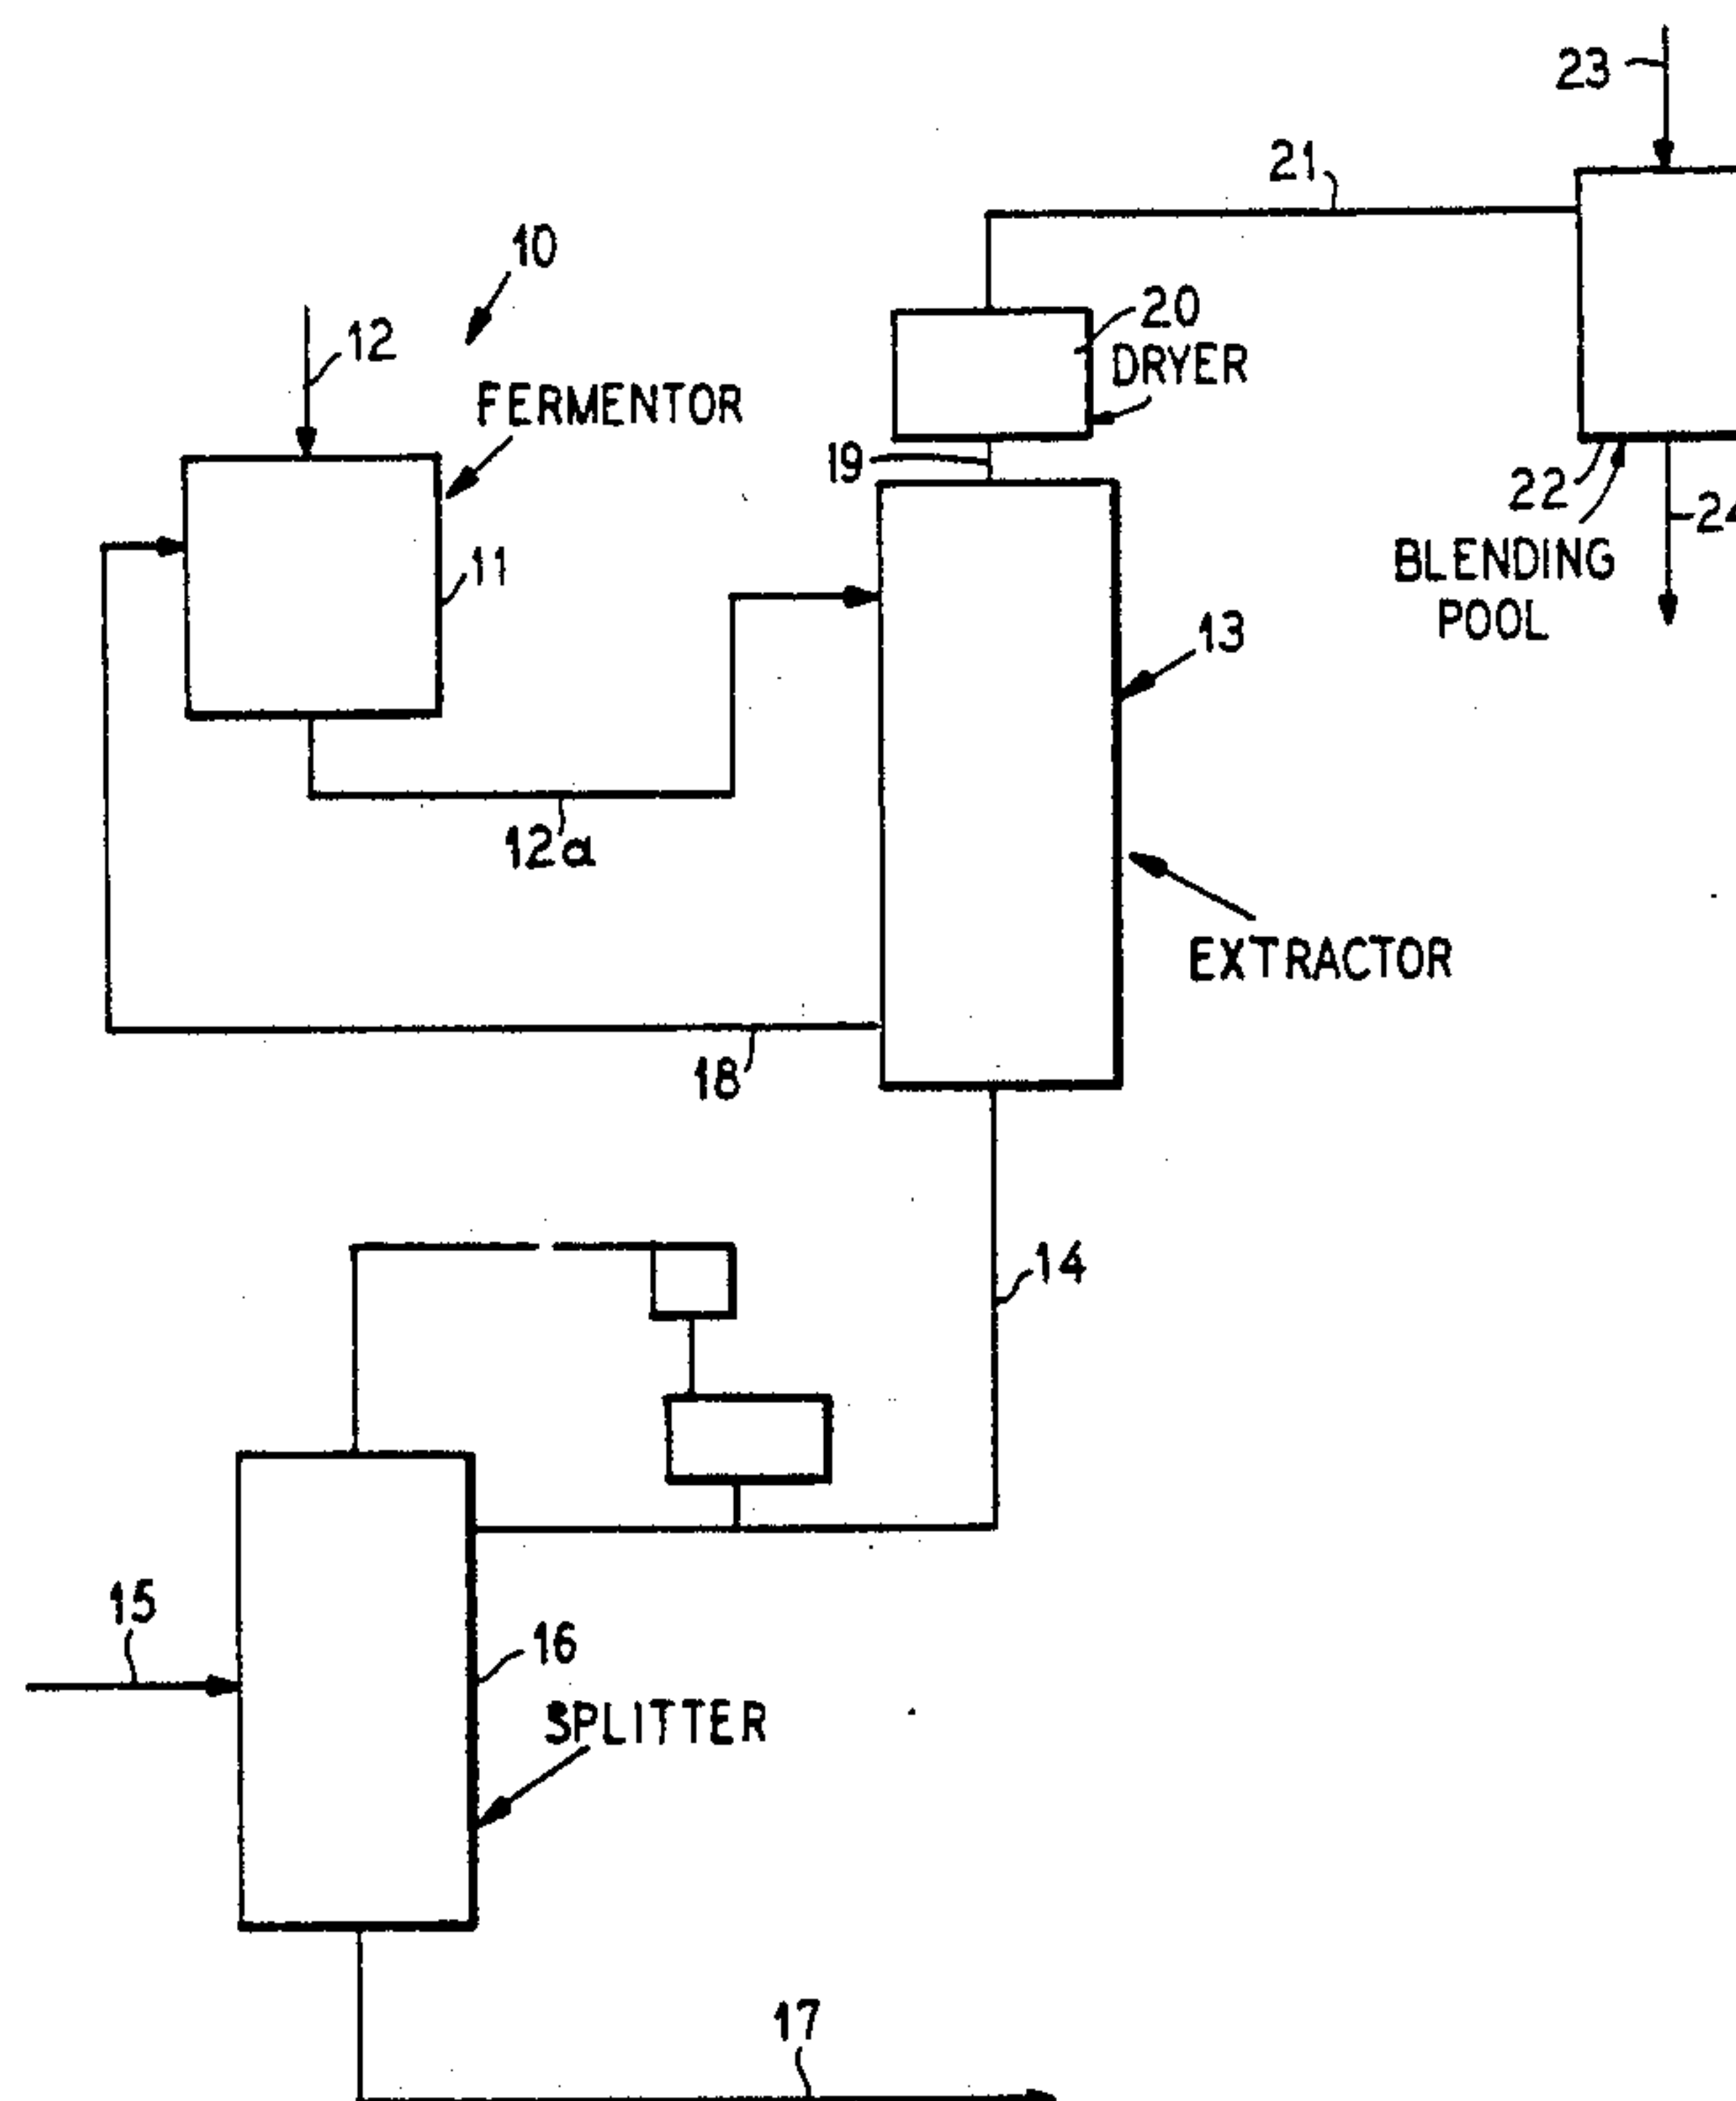 23
21
10
20
12
DRYER
FERMENTOR
19
22
BLENDING
POOL
11
13
12a
EXTRACTOR
18
14
15
16
SPLITTER
17